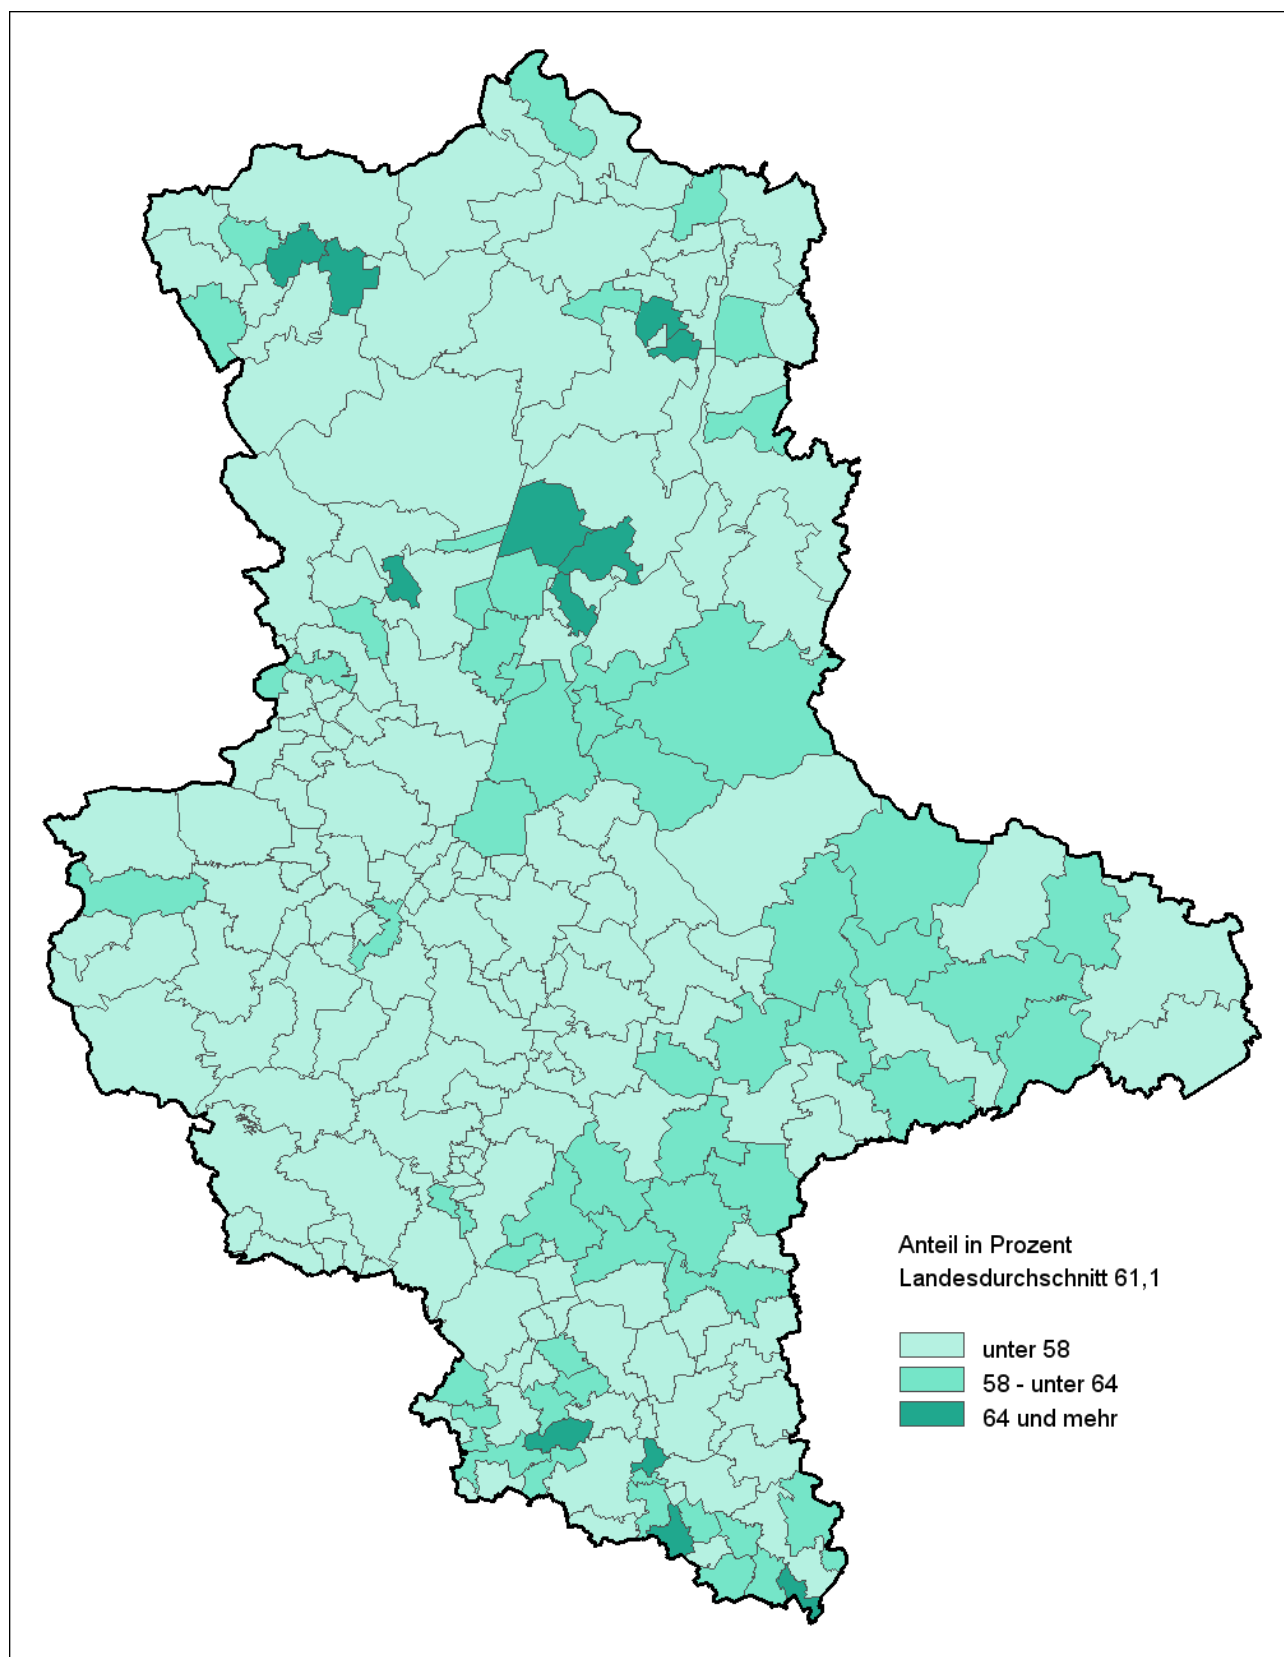 Anteil in Prozent
Landesdurchschnitt 61,1
unter 58
58 - unter 64
64 und mehr